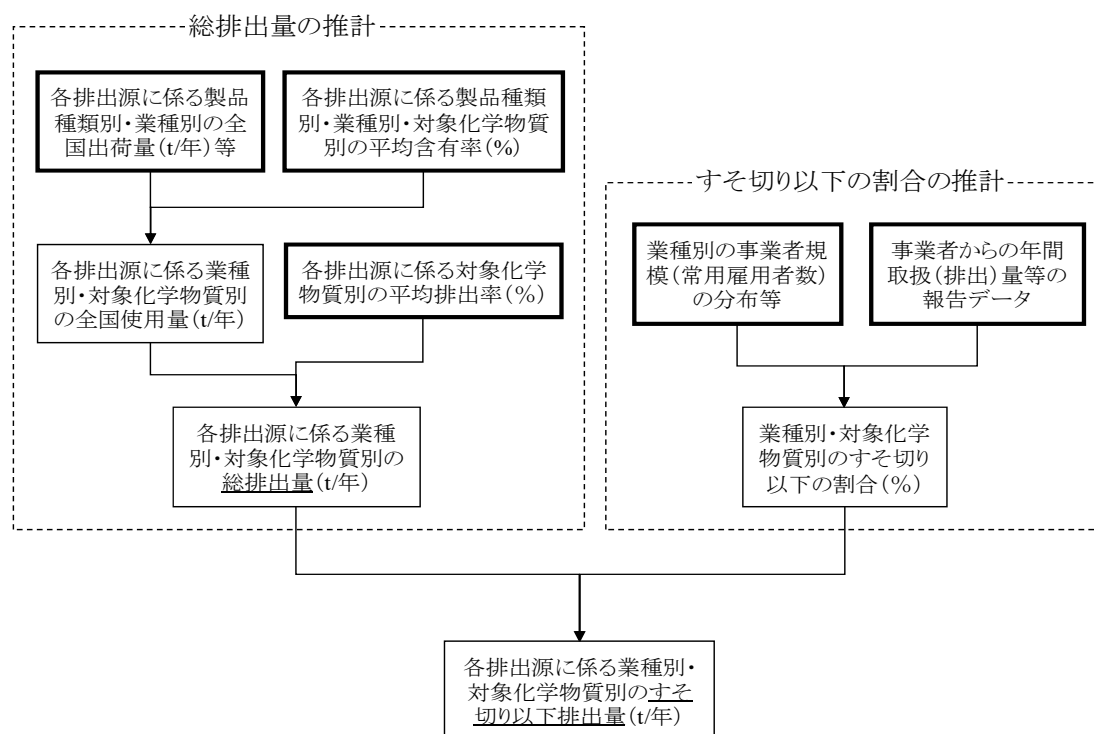 総排出量の推計
各排出源に係る製品
種類別・業種別の全
国出荷量(t/年)等
各排出源に係る製品種類
別・業種別・対象化学物質
別の平均含有率(%)
各排出源に係る業種
別・対象化学物質別
の全国使用量(t/年)
各排出源に係る対象化学
物質別の平均排出率(%)
各排出源に係る業種
別・対象化学物質別の
総排出量(t/年)
すそ切り以下の割合の推計
業種別の事業者規
模(常用雇用者数)
の分布等
事業者からの年間
取扱(排出)量等の
報告データ
業種別・対象化学
物質別のすそ切り
以下の割合(%)
各排出源に係る業種別・
対象化学物質別のすそ
切り以下排出量(t/年)